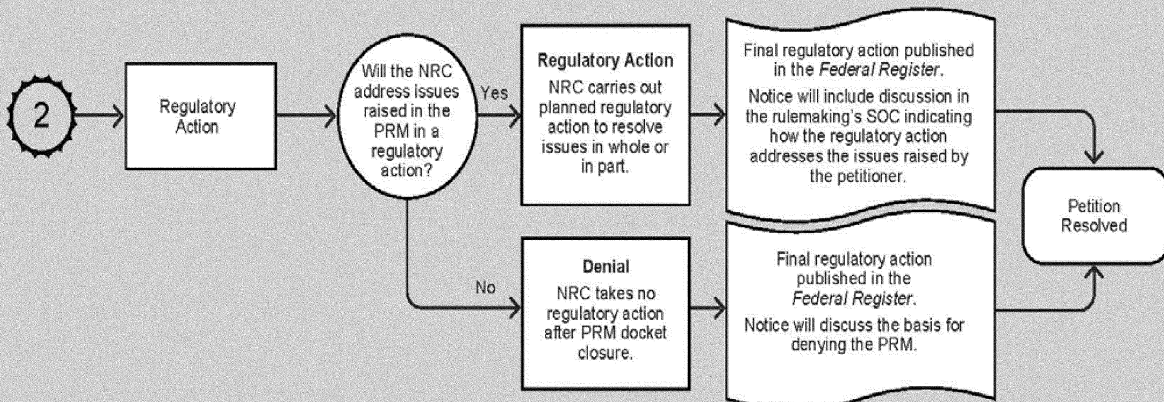 2
Regulatory
Action
Will the NRC
address issues
raised in the
PRM in a
regulatory
action?
Yes
Regulatory Action
NRC carries out
planned regulatory
action to resolve
issues in whole or
in part.
Final regulatory action published
in the Federal Register.
Notice will include discussion in
the rulemaking's SOC indicating
how the regulatory action
addresses the issues raised by
the petitioner.
Petition
Resolved
No
Denial
NRC takes no
regulatory action
after PRM docket
closure.
Final regulatory action
published in the
Federal Register.
Notice will discuss the basis for
denying the PRM.